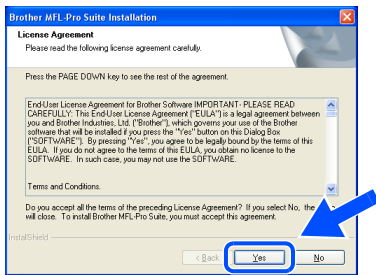 Brother MFL-Pro Suite Installation
License Agreement
Please read the following license agreement carefully.
Press the PAGE DOWN key to see the rest of the agreement.
End-User License Agreement for Brother Software IMPORTANT- PLEASE READ
CAREFULLY: This End-User License Agreement ("EULA") is a legal agreement between
you and Brother Industries, Ltd. ("Brother"), which governs your use of the Brother
software that will be installed if you press the "Yes" button on this Dialog Box
("SOFTWARE"). By pressing "Yes", you agree to be legally bound by the terms of this
EULA. If you do not agree to the terms of this EULA, you obtain no license to the
SOFTWARE. In such case, you may not use the SOFTWARE.
Terms and Conditions.
Do you accept all the terms of the preceding License Agreement? If you select No, the
will close. To install Brother MFL-Pro Suite, you must accept this agreement.
InstallShield
< Back Yes No